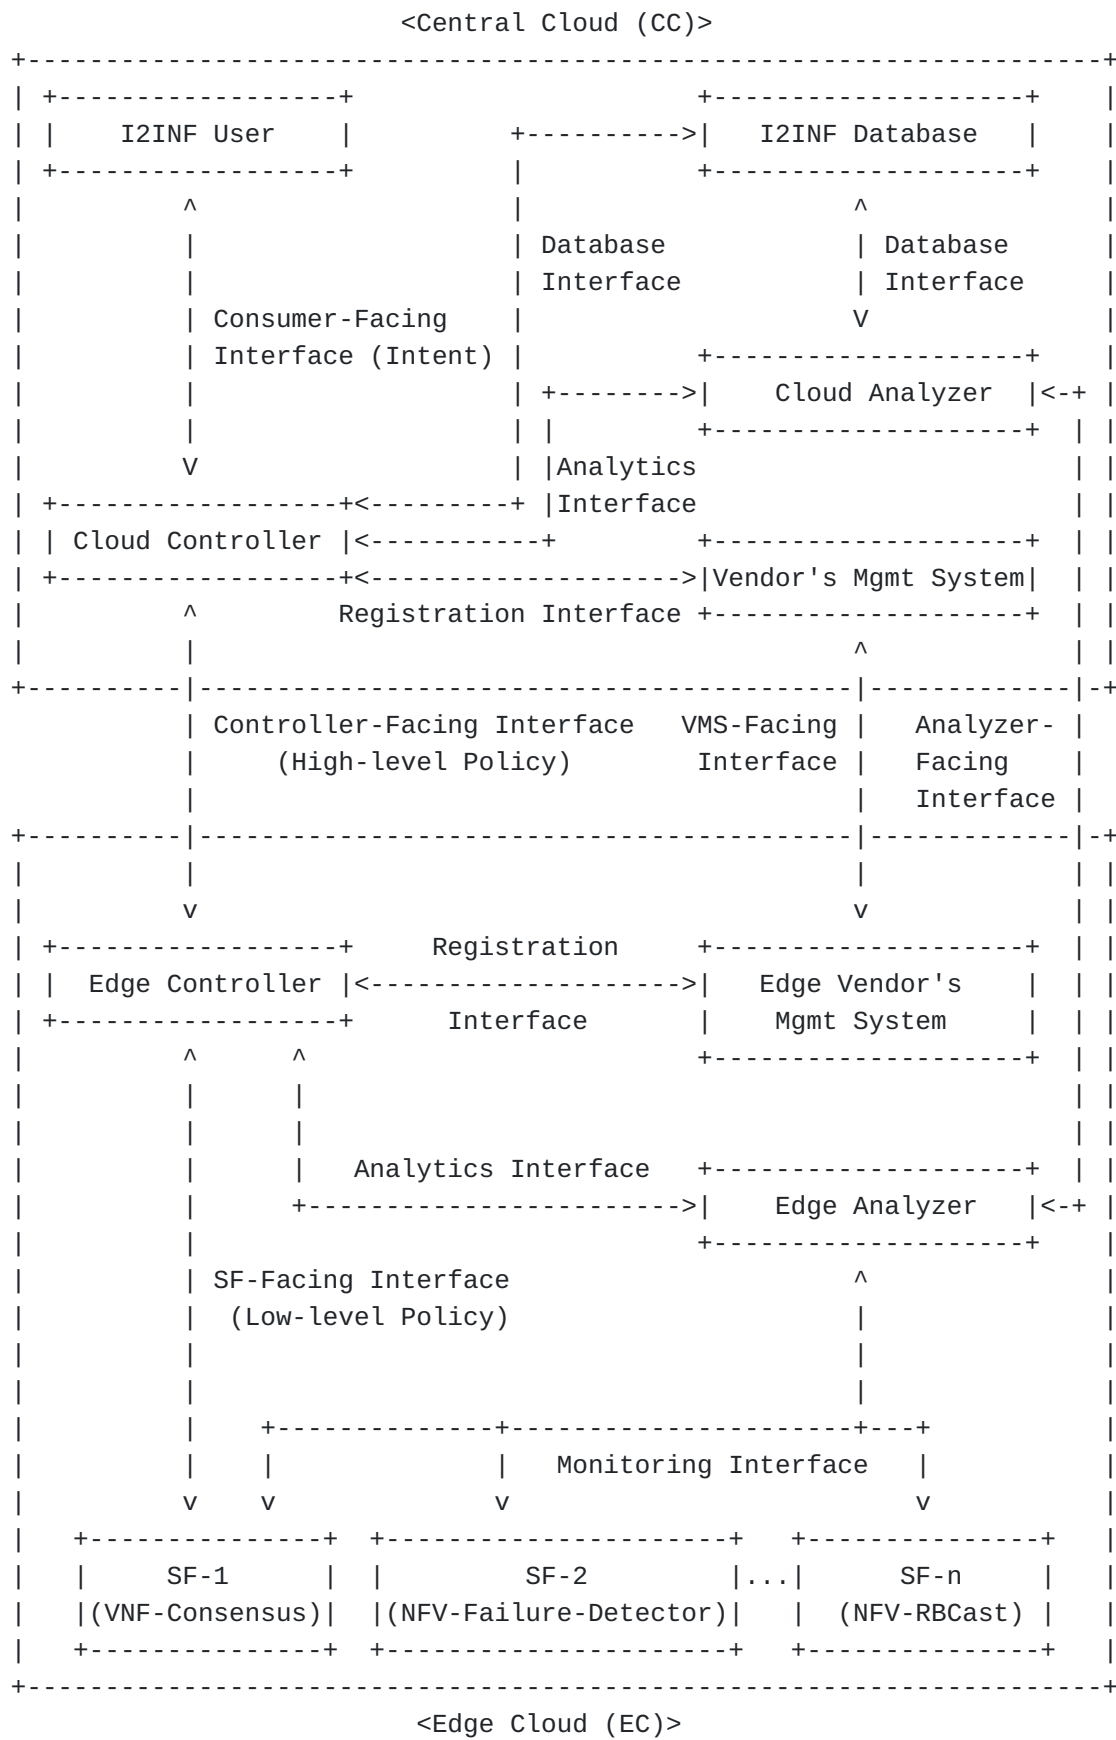 <Central Cloud (CC)>
+---------------------------------------------------------------------+
| +------------------+                      +--------------------+    |
| |    I2INF User    |          +---------->|   I2INF Database   |    |
| +------------------+          |           +--------------------+    |
|          ^                    |                     ^               |
|          |                    | Database            | Database      |
|          |                    | Interface           | Interface     |
|          | Consumer-Facing    |                     V               |
|          | Interface (Intent) |           +--------------------+    |
|          |                    | +-------->|    Cloud Analyzer  |<-+ |
|          |                    | |         +--------------------+  | |
|          V                    | |Analytics                        | |
| +------------------+<---------+ |Interface                        | |
| | Cloud Controller |<-----------+         +--------------------+  | |
| +------------------+<-------------------->|Vendor's Mgmt System|  | |
|          ^         Registration Interface +--------------------+  | |
|          |                                          ^             | |
+----------|------------------------------------------|-------------|-+
           | Controller-Facing Interface   VMS-Facing |   Analyzer- |
           |     (High-level Policy)        Interface |   Facing    |
           |                                          |   Interface |
+----------|------------------------------------------|-------------|-+
|          |                                          |             | |
|          v                                          v             | |
| +------------------+     Registration     +--------------------+  | |
| |  Edge Controller |<-------------------->|   Edge Vendor's    |  | |
| +------------------+      Interface       |    Mgmt System     |  | |
|          ^      ^                         +--------------------+  | |
|          |      |                                                 | |
|          |      |                                                 | |
|          |      |   Analytics Interface   +--------------------+  | |
|          |      +------------------------>|    Edge Analyzer   |<-+ |
|          |                                +--------------------+    |
|          | SF-Facing Interface                      ^               |
|          |  (Low-level Policy)                      |               |
|          |                                          |               |
|          |                                          |               |
|          |    +--------------+----------------------+---+           |
|          |    |              |   Monitoring Interface   |           |
|          v    v              v                          v           |
|   +---------------+  +----------------------+   +---------------+   |
|   |     SF-1      |  |         SF-2         |...|      SF-n     |   |
|   |(VNF-Consensus)|  |(NFV-Failure-Detector)|   |  (NFV-RBCast) |   |
|   +---------------+  +----------------------+   +---------------+   |
+---------------------------------------------------------------------+
                          <Edge Cloud (EC)>